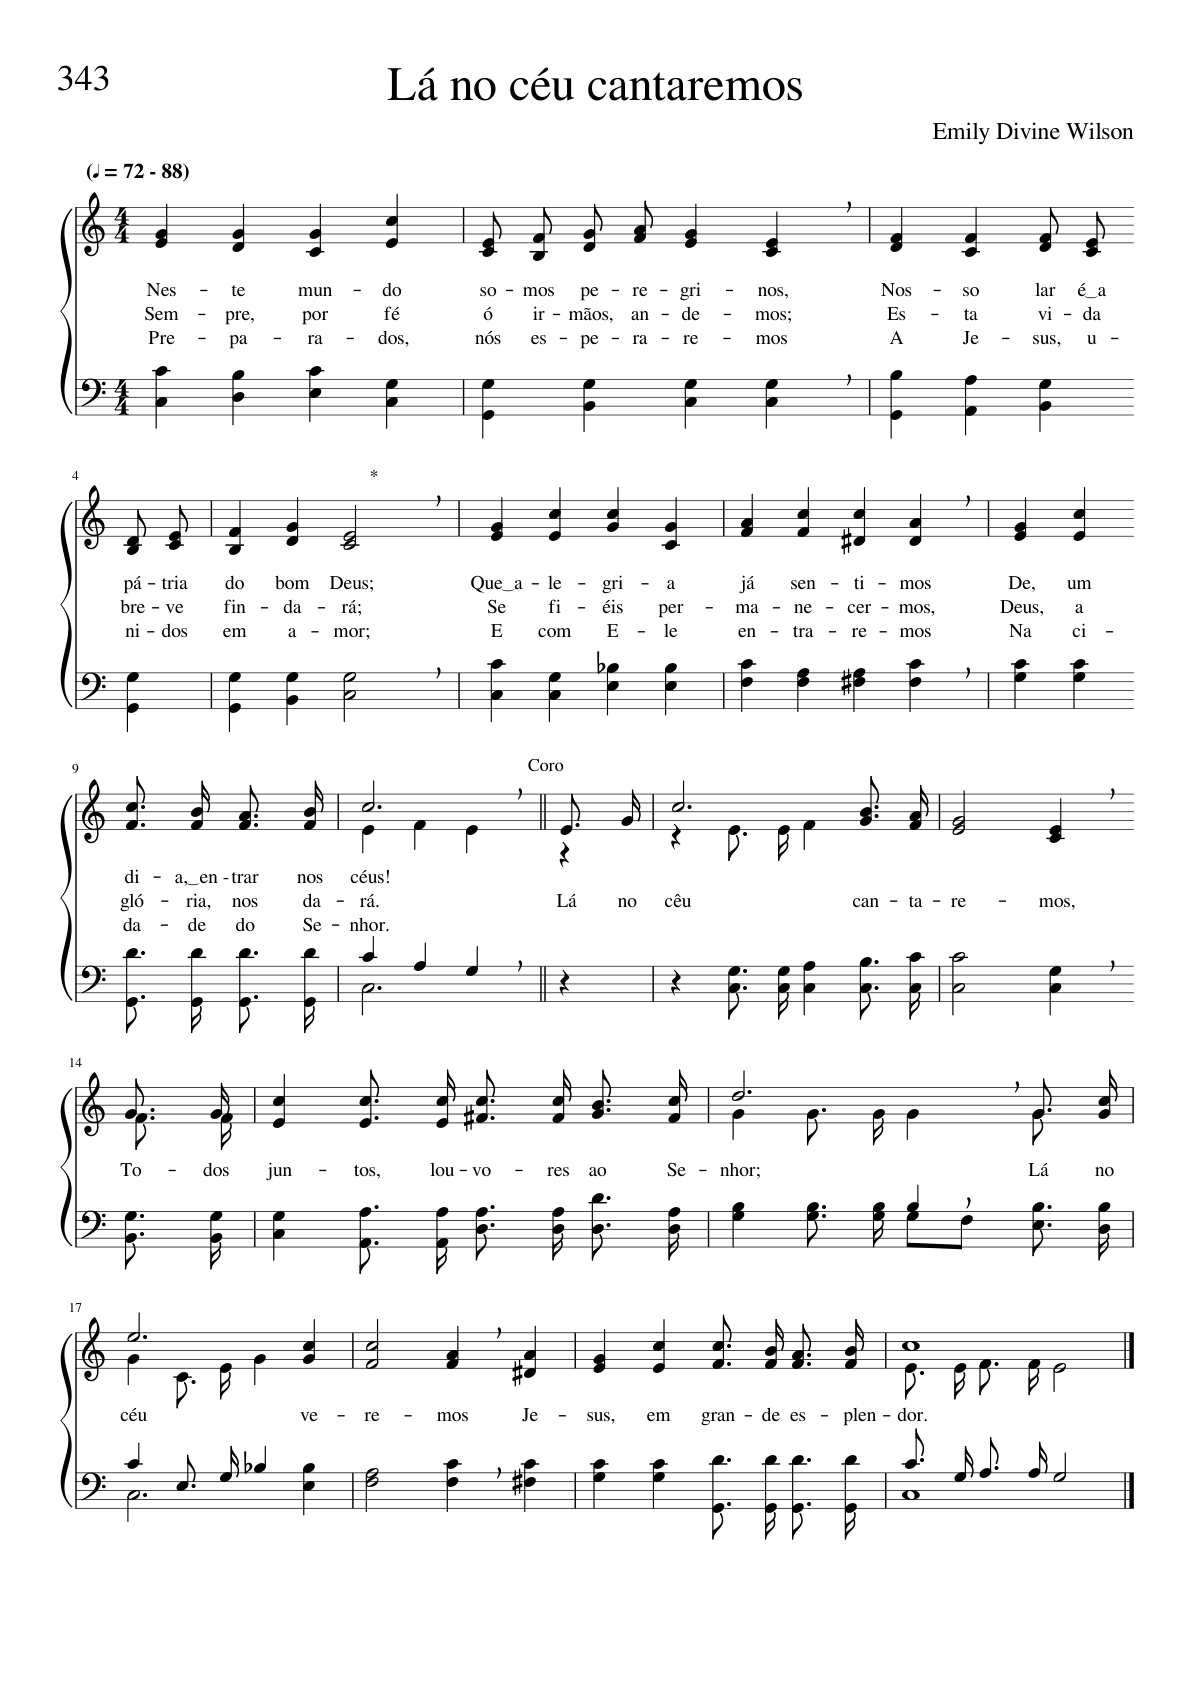 343
Lá no céu cantaremos
Emily Divine Wilson
(♩ = 72 - 88)
Nes - te mun - do so - mos pe - re - gri - nos, Nos - so lar é‿a
Sem - pre, por fé ó ir - mãos, an - de - mos; Es - ta vi - da
Pre - pa - ra - dos, nós es - pe - ra - re - mos A Je - sus, u -
4
*
pá - tria do bom Deus; Que‿a - le - gri - a já sen - ti - mos De, um
bre - ve fin - da - rá; Se fi - éis per - ma - ne - cer - mos, Deus, a
ni - dos em a - mor; E com E - le en - tra - re - mos Na ci -
9
Coro
di - a,‿en - trar nos céus!
gló - ria, nos da - rá. Lá no cêu can - ta - re - mos,
da - de do Se - nhor.
14
To - dos jun - tos, lou - vo - res ao Se - nhor; Lá no
17
céu ve - re - mos Je - sus, em gran - de es - plen - dor.